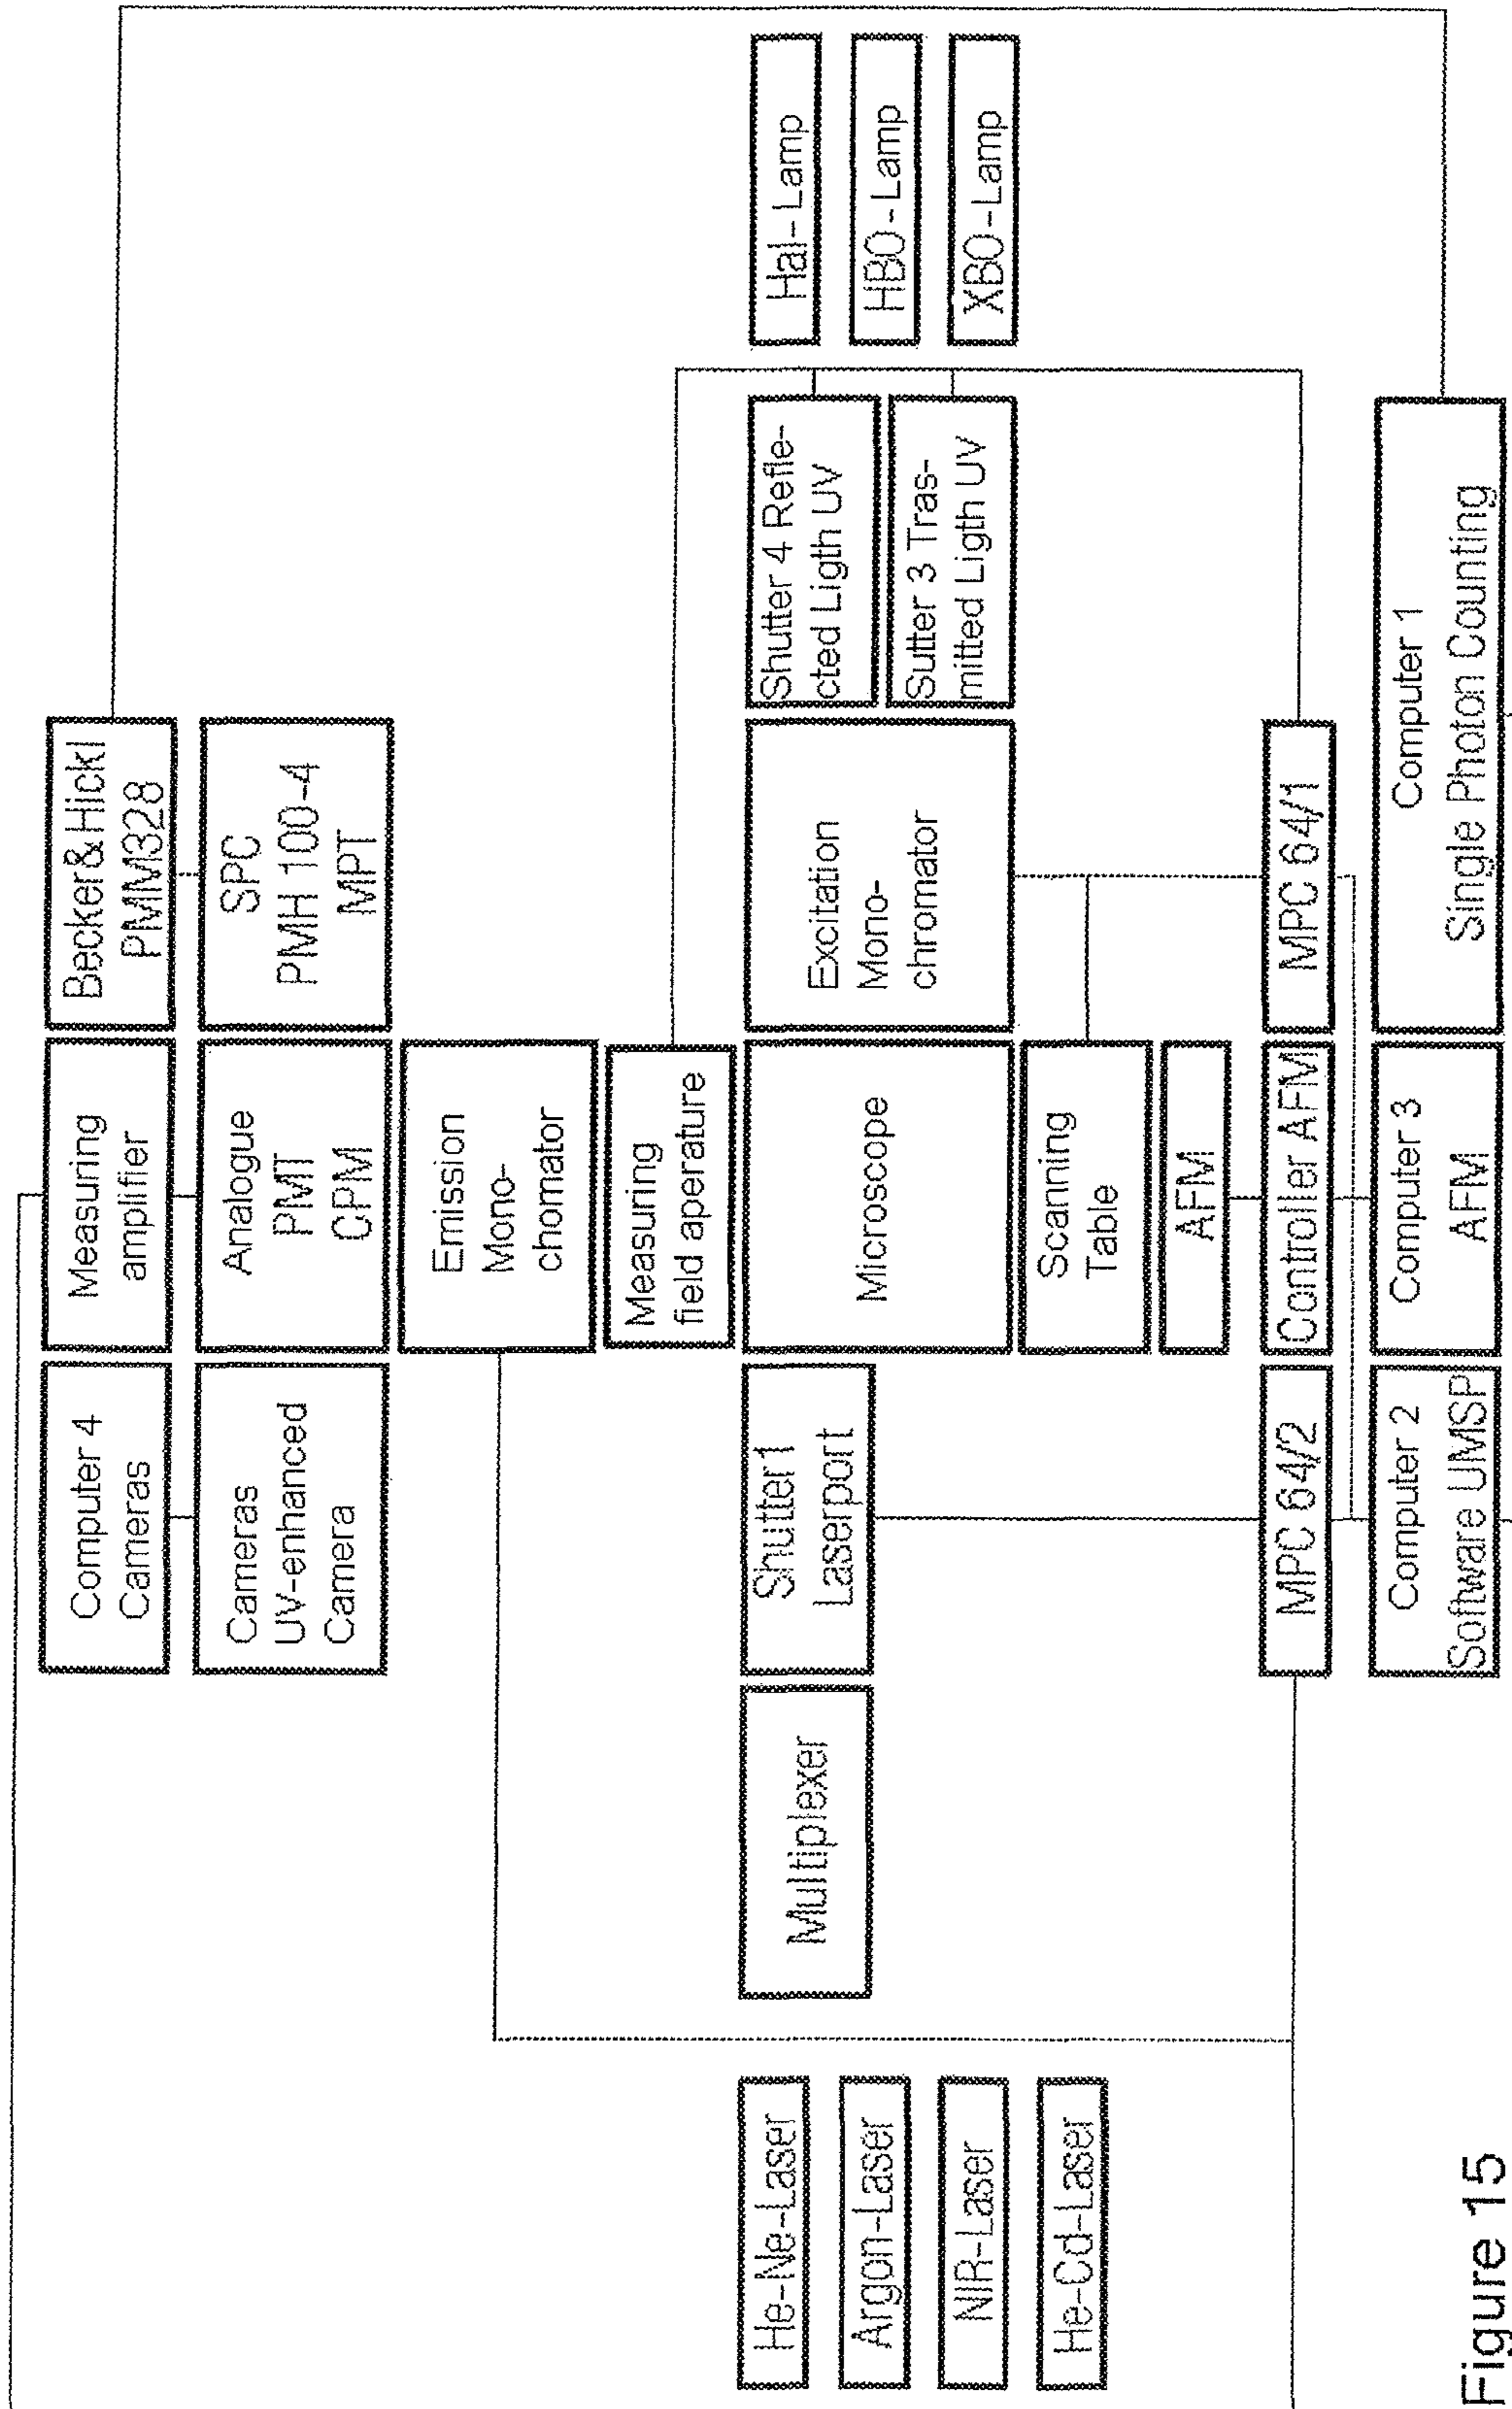 Computer 4
Cameras
Measuring
amplifier
Becker&Hickl
PMM328
Cameras
UV-enhanced
Camera
Analogue
PMT
CPM
SPC
PMH 100-4
MPT
Emission
Mono-
chomator
Measuring
field aperature
He-Ne-Laser
Argon-Laser
NIR-Laser
He-Cd-Laser
Multiplexer
Shutter1
Laserport
Microscope
Excitation
Mono-
chromator
Shutter 4 Refle-
cted Ligth UV
Sutter 3 Tras-
mitted Ligth UV
Hal-Lamp
HBO-Lamp
XBO-Lamp
Scanning
Table
AFM
MPC 64/2
Controller AFM
MPC 64/1
Computer 2
Software UMSP
Computer 3
AFM
Computer 1
Single Photon Counting
Figure 15